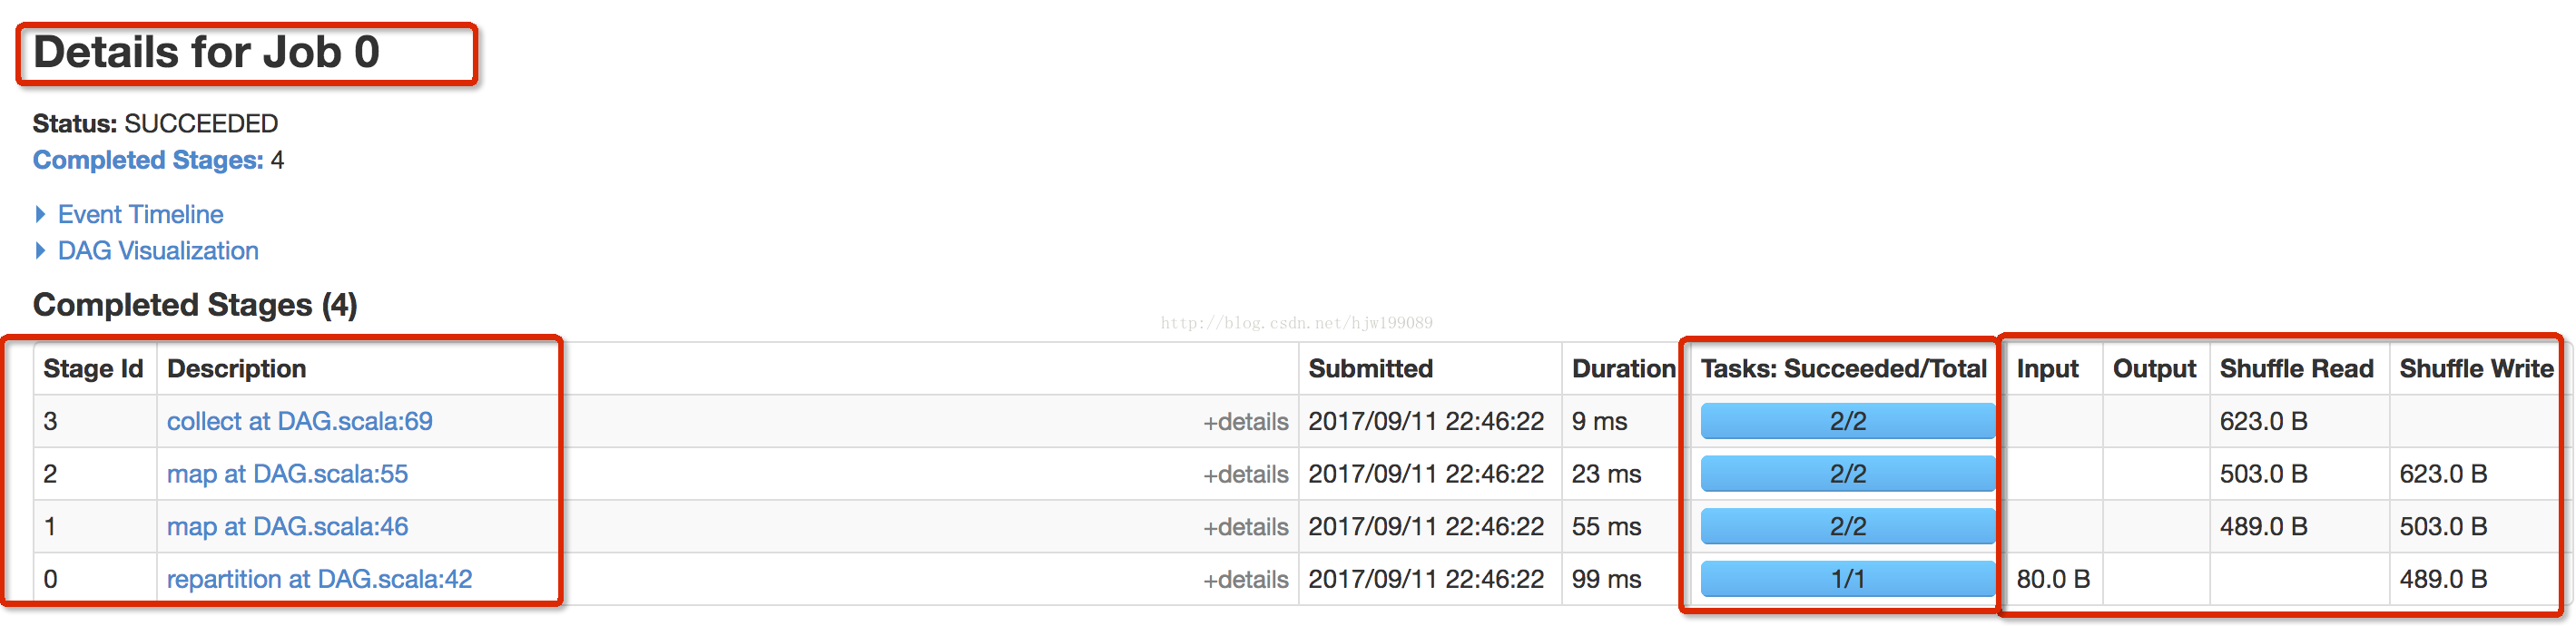 Details for Job 0
Status: SUCCEEDED
Completed Stages: 4
Event Timeline
DAG Visualization
Completed Stages (4)
http://blog.csdn.net/hjw199089
Stage Id Description Submitted Duration Tasks: Succeeded/Total Input Output Shuffle Read Shuffle Write
3 collect at DAG.scala:69 +details 2017/09/11 22:46:22 9 ms 2/2 623.0 B
2 map at DAG.scala:55 +details 2017/09/11 22:46:22 23 ms 2/2 503.0 B 623.0 B
1 map at DAG.scala:46 +details 2017/09/11 22:46:22 55 ms 2/2 489.0 B 503.0 B
0 repartition at DAG.scala:42 +details 2017/09/11 22:46:22 99 ms 1/1 80.0 B 489.0 B